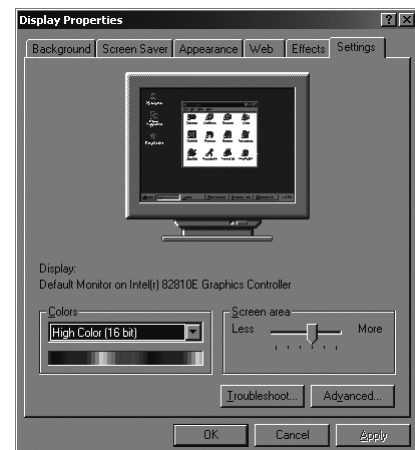 Display Properties
Background Screen Saver Appearance Web Effects Settings
Display:
Default Monitor on Intel(r) 82810E Graphics Controller
Colors
High Color (16 bit)
Screen area
Less More
Troubleshoot... Advanced...
OK Cancel Apply